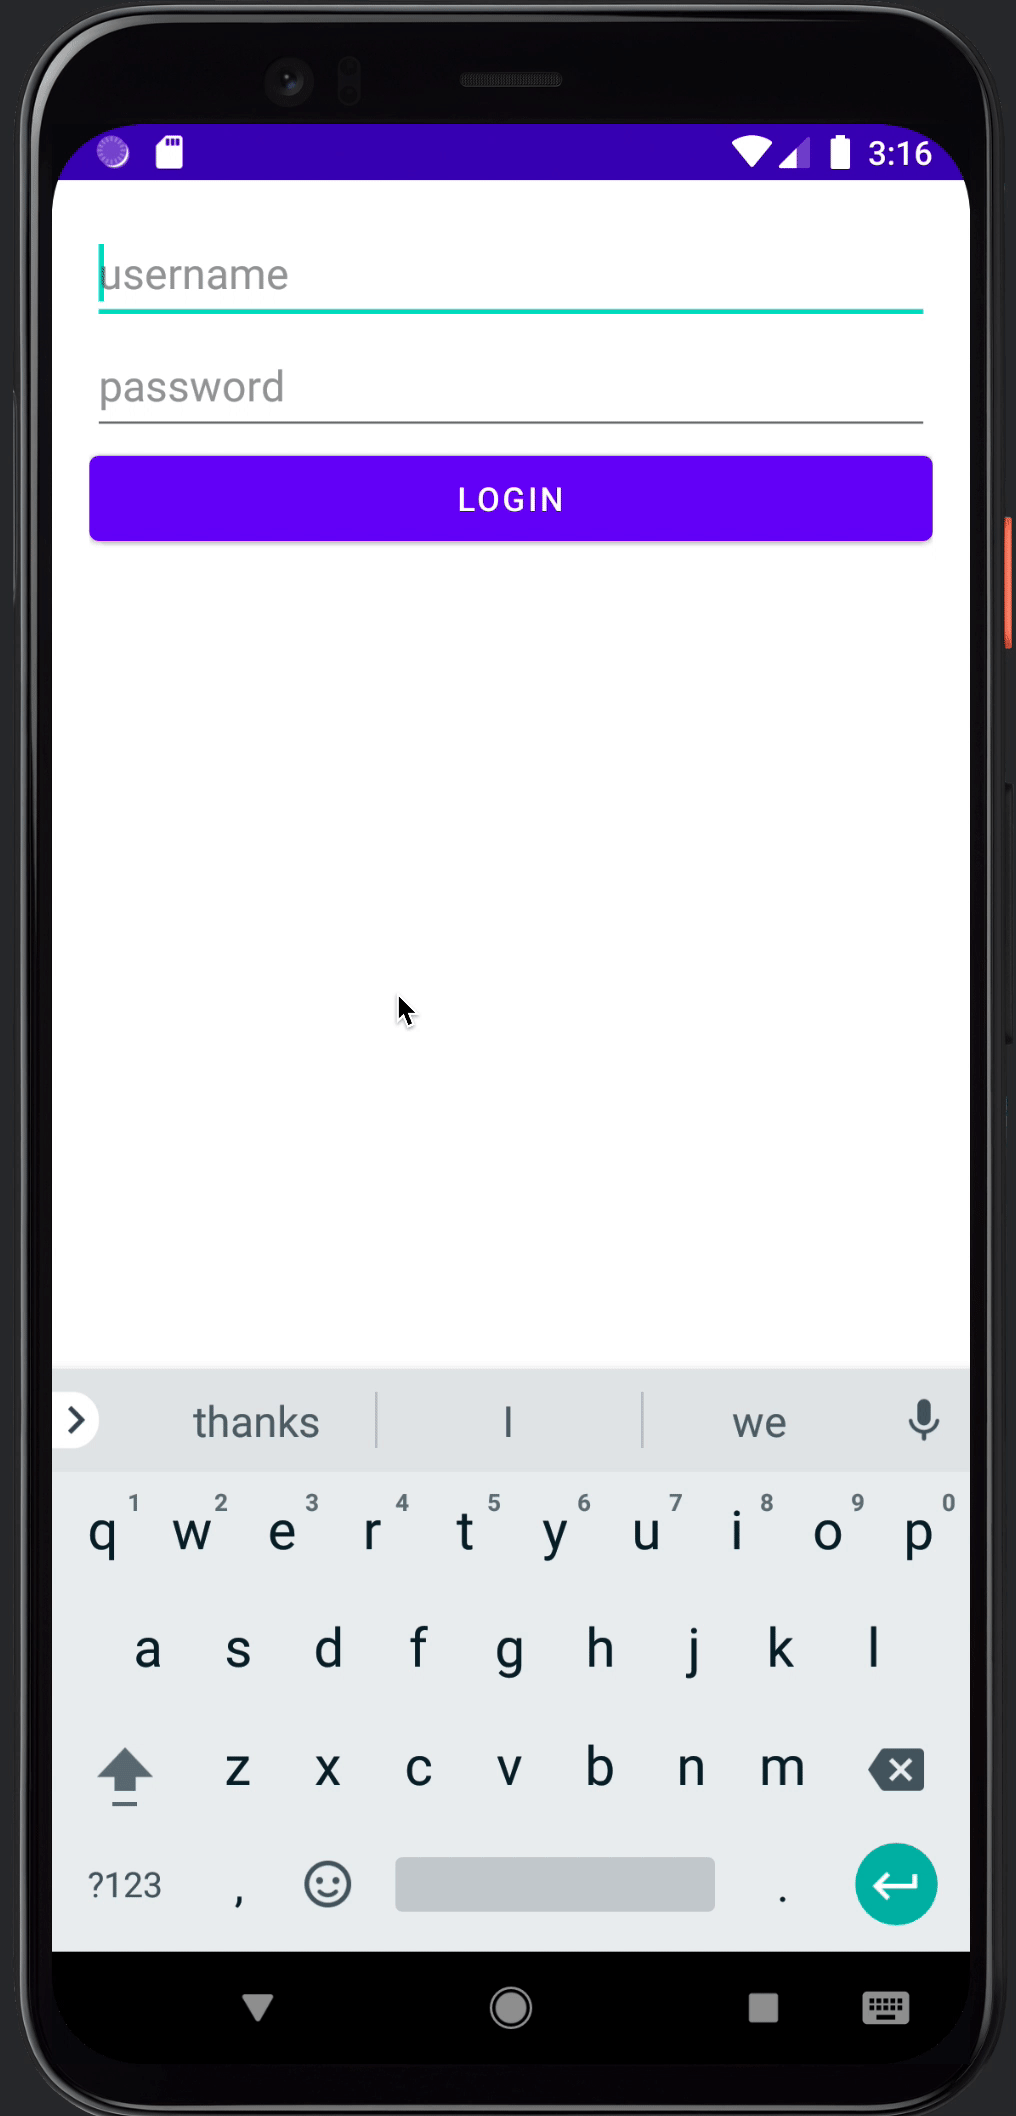 3:16
username
password
LOGIN
thanks I we
1 2 3 4 5 6 7 8 9 0
q w e r t y u i o p
a s d f g h j k l
z x c v b n m
?123 , .